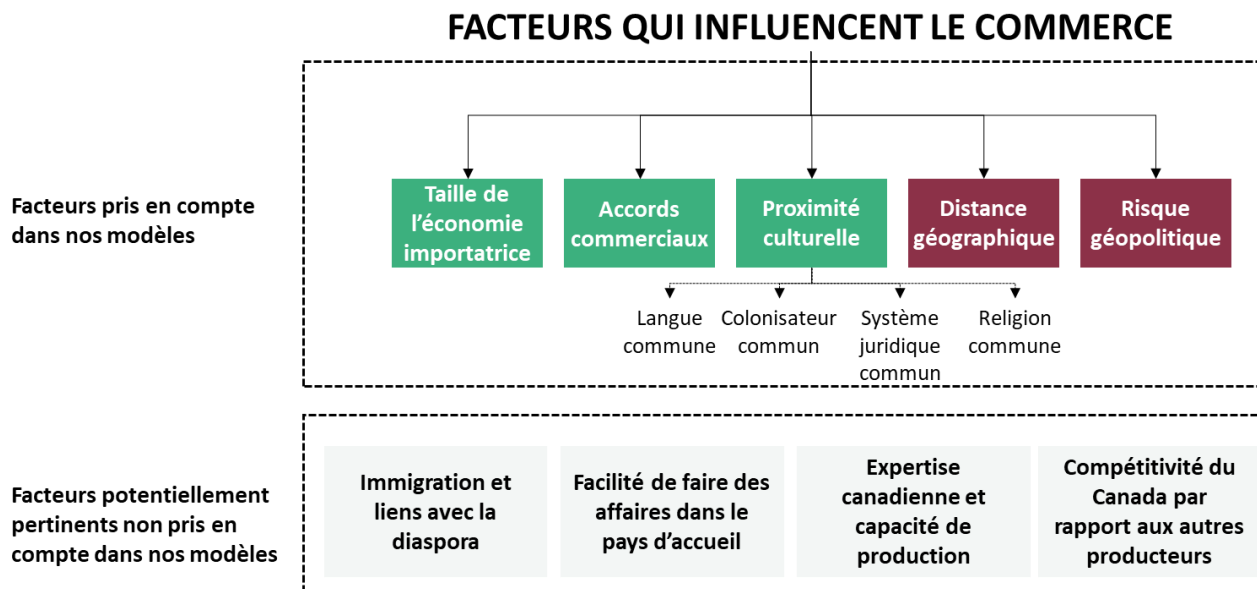 FACTEURS QUI INFLUENCENT LE COMMERCE
Facteurs pris en compte
dans nos modèles
Taille de
l’économie
importatrice
Accords
commerciaux
Proximité
culturelle
Distance
géographique
Risque
géopolitique
Langue
commune
Colonisateur
commun
Système
juridique
commun
Religion
commune
Facteurs potentiellement
pertinents non pris en
compte dans nos modèles
Immigration et
liens avec la
diaspora
Facilité de faire des
affaires dans le
pays d’accueil
Expertise
canadienne et
capacité de
production
Compétitivité du
Canada par
rapport aux autres
producteurs